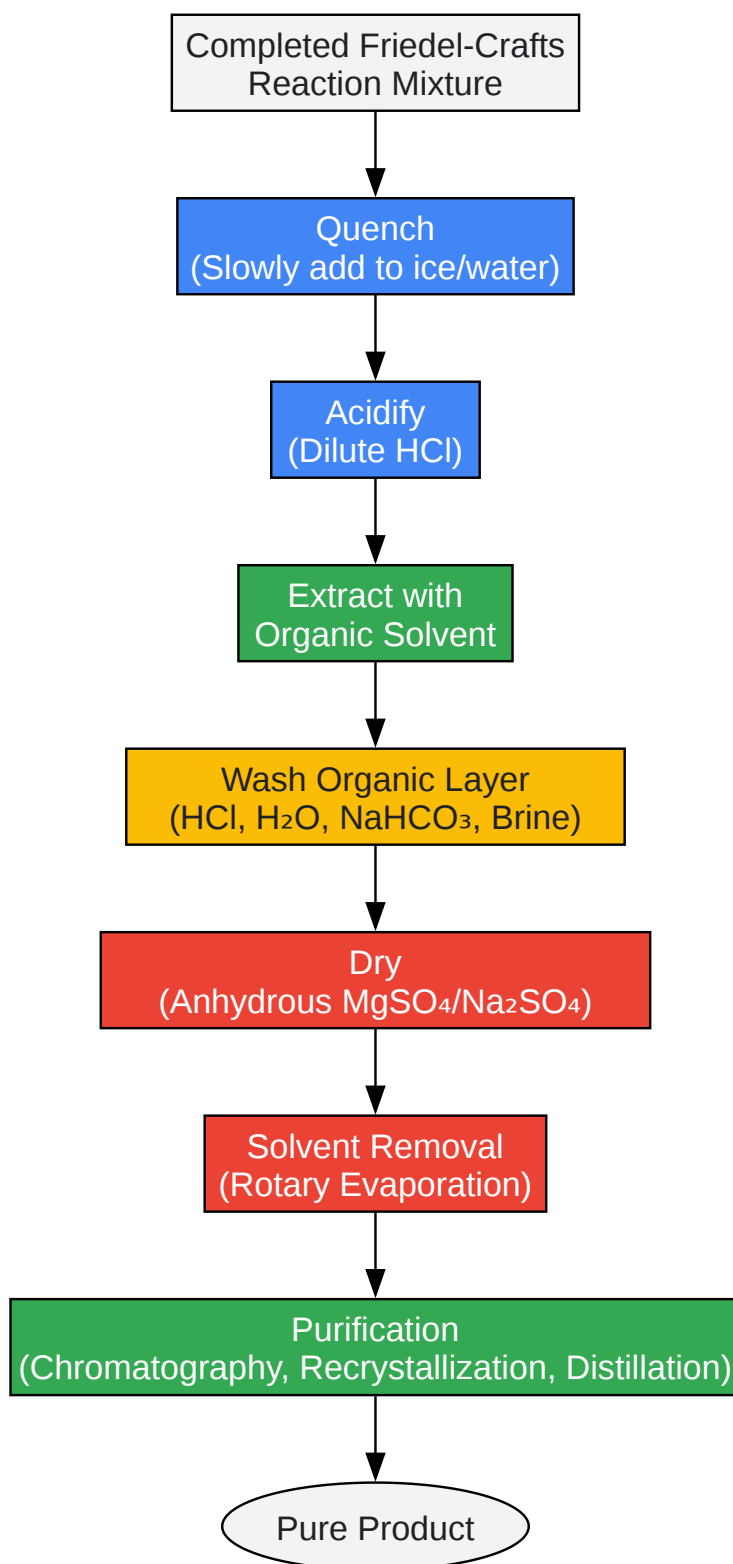 Completed Friedel-Crafts
Reaction Mixture
Quench
(Slowly add to ice/water)
Acidify
(Dilute HCl)
Extract with
Organic Solvent
Wash Organic Layer
(HCl, H₂O, NaHCO₃, Brine)
Dry
(Anhydrous MgSO₄/Na₂SO₄)
Solvent Removal
(Rotary Evaporation)
Purification
(Chromatography, Recrystallization, Distillation)
Pure Product